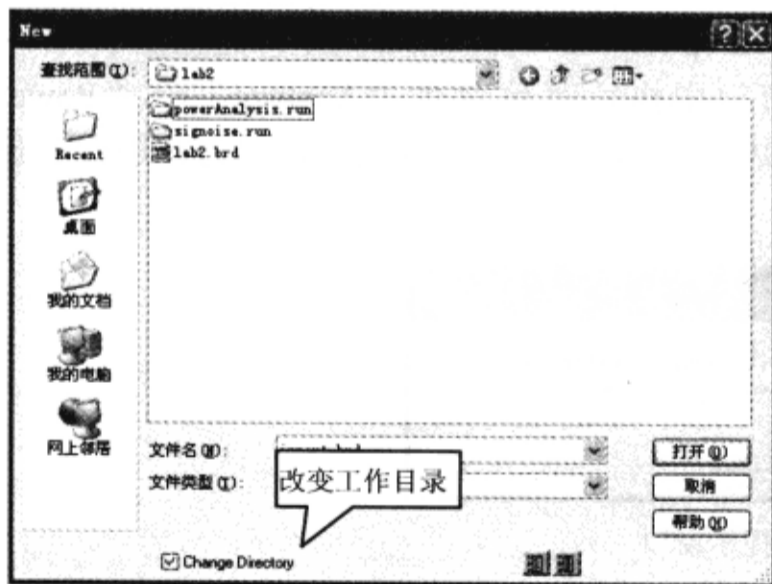 New
查找范围(I):
lab2
powerAnalysis.run
signoise.run
lab2.brd
Recent
桌面
我的文档
我的电脑
网上邻居
文件名(N):
打开(O)
文件类型(T):
改变工作目录
取消
帮助(H)
Change Directory